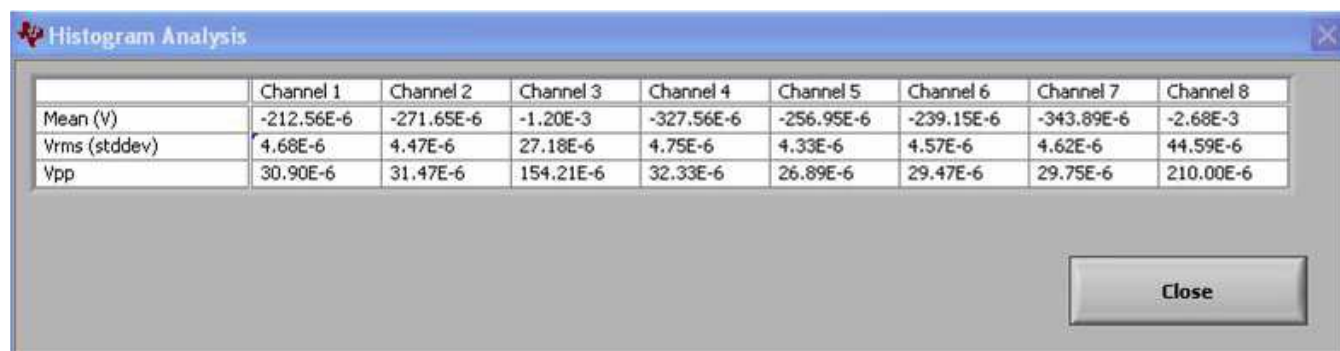 Histogram Analysis
Channel 1 Channel 2 Channel 3 Channel 4 Channel 5 Channel 6 Channel 7 Channel 8
Mean (V) -212.56E-6 -271.65E-6 -1.20E-3 -327.56E-6 -256.95E-6 -239.15E-6 -343.89E-6 -2.68E-3
Vrms (stddev) 4.68E-6 4.47E-6 27.18E-6 4.75E-6 4.33E-6 4.57E-6 4.62E-6 44.59E-6
Vpp 30.90E-6 31.47E-6 154.21E-6 32.33E-6 26.89E-6 29.47E-6 29.75E-6 210.00E-6
Close